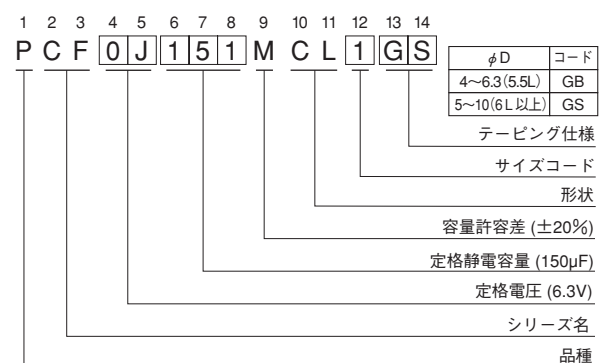 1 2 3 4 5 6 7 8 9 10 11 12 13 14
P C F 0 J 1 5 1 M C L 1 G S
φD コード
4～6.3(5.5L) GB
5～10(6L以上) GS
テーピング仕様
サイズコード
形状
容量許容差 (±20%)
定格静電容量 (150µF)
定格電圧 (6.3V)
シリーズ名
品種